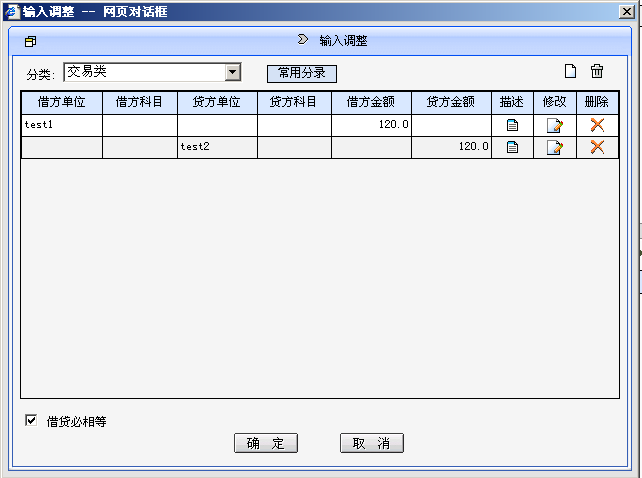 输入调整 -- 网页对话框
输入调整
分类: 交易类 常用分录
借方单位 借方科目 贷方单位 贷方科目 借方金额 贷方金额 描述 修改 删除
test1 120.0
test2 120.0
借贷必相等
确 定 取 消